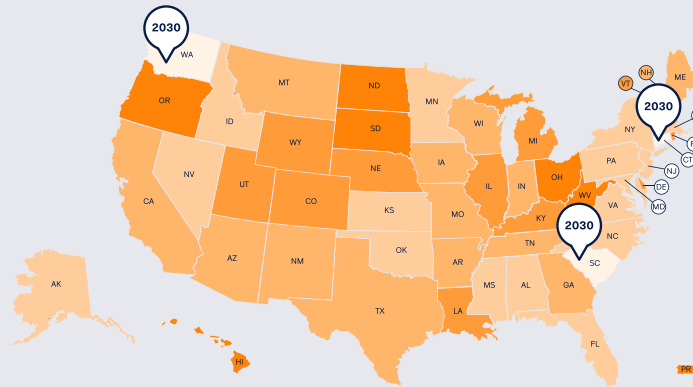 2030
WA
MT
ND
OR
ID
MN
VT
NH
ME
2030
SD
WI
MI
NY
WY
CT
NV
NE
IA
PA
NJ
UT
CO
IL
IN
OH
DE
WV
MD
CA
KS
MO
KY
VA
2030
NC
TN
AZ
NM
OK
AR
SC
MS
AL
GA
AK
TX
LA
FL
HI
PR